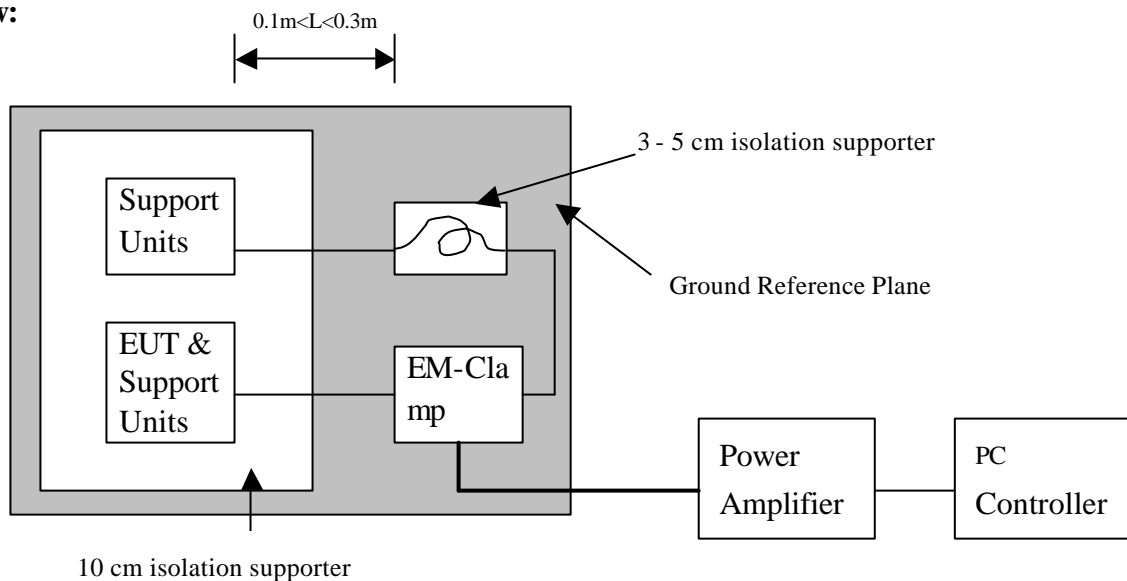 0.1m<L<0.3m
3 - 5 cm isolation supporter
Support
Units
Ground Reference Plane
EUT &
Support
Units
EM-Cla
mp
Power
Amplifier
PC
Controller
10 cm isolation supporter